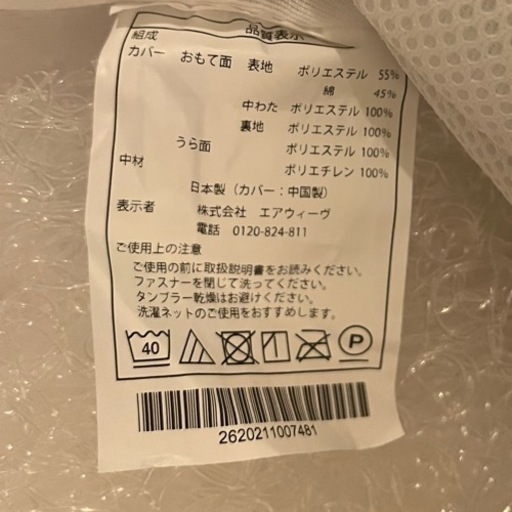 品質表示
組成
カバー おもて面 表地 ポリエステル 55%
綿 45%
中わた ポリエステル 100%
裏地 ポリエステル 100%
うら面 ポリエステル 100%
中材 ポリエチレン 100%
日本製（カバー：中国製）
表示者 株式会社 エアウィーヴ
電話 0120-824-811
ご使用上の注意
ご使用の前に取扱説明書をお読みください。
ファスナーを閉じて洗ってください。
タンブラー乾燥はお避けください。
洗濯ネットのご使用をおすすめします。
40 P
2620211007481